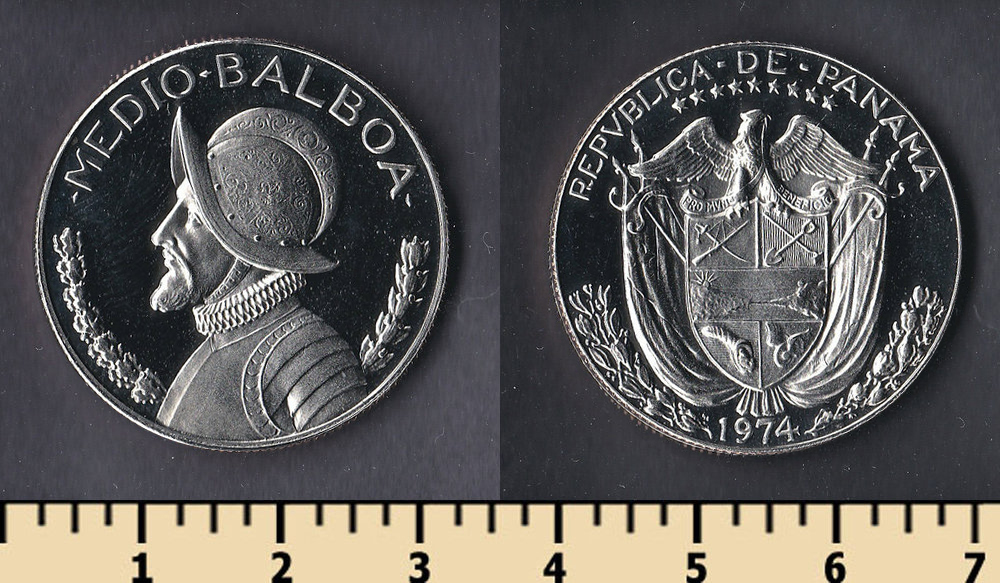 MEDIO·BALBOA
REPVBLICA·DE·PANAMA
PRO MVNDI
BENEFICIO
1974
1 2 3 4 5 6 7